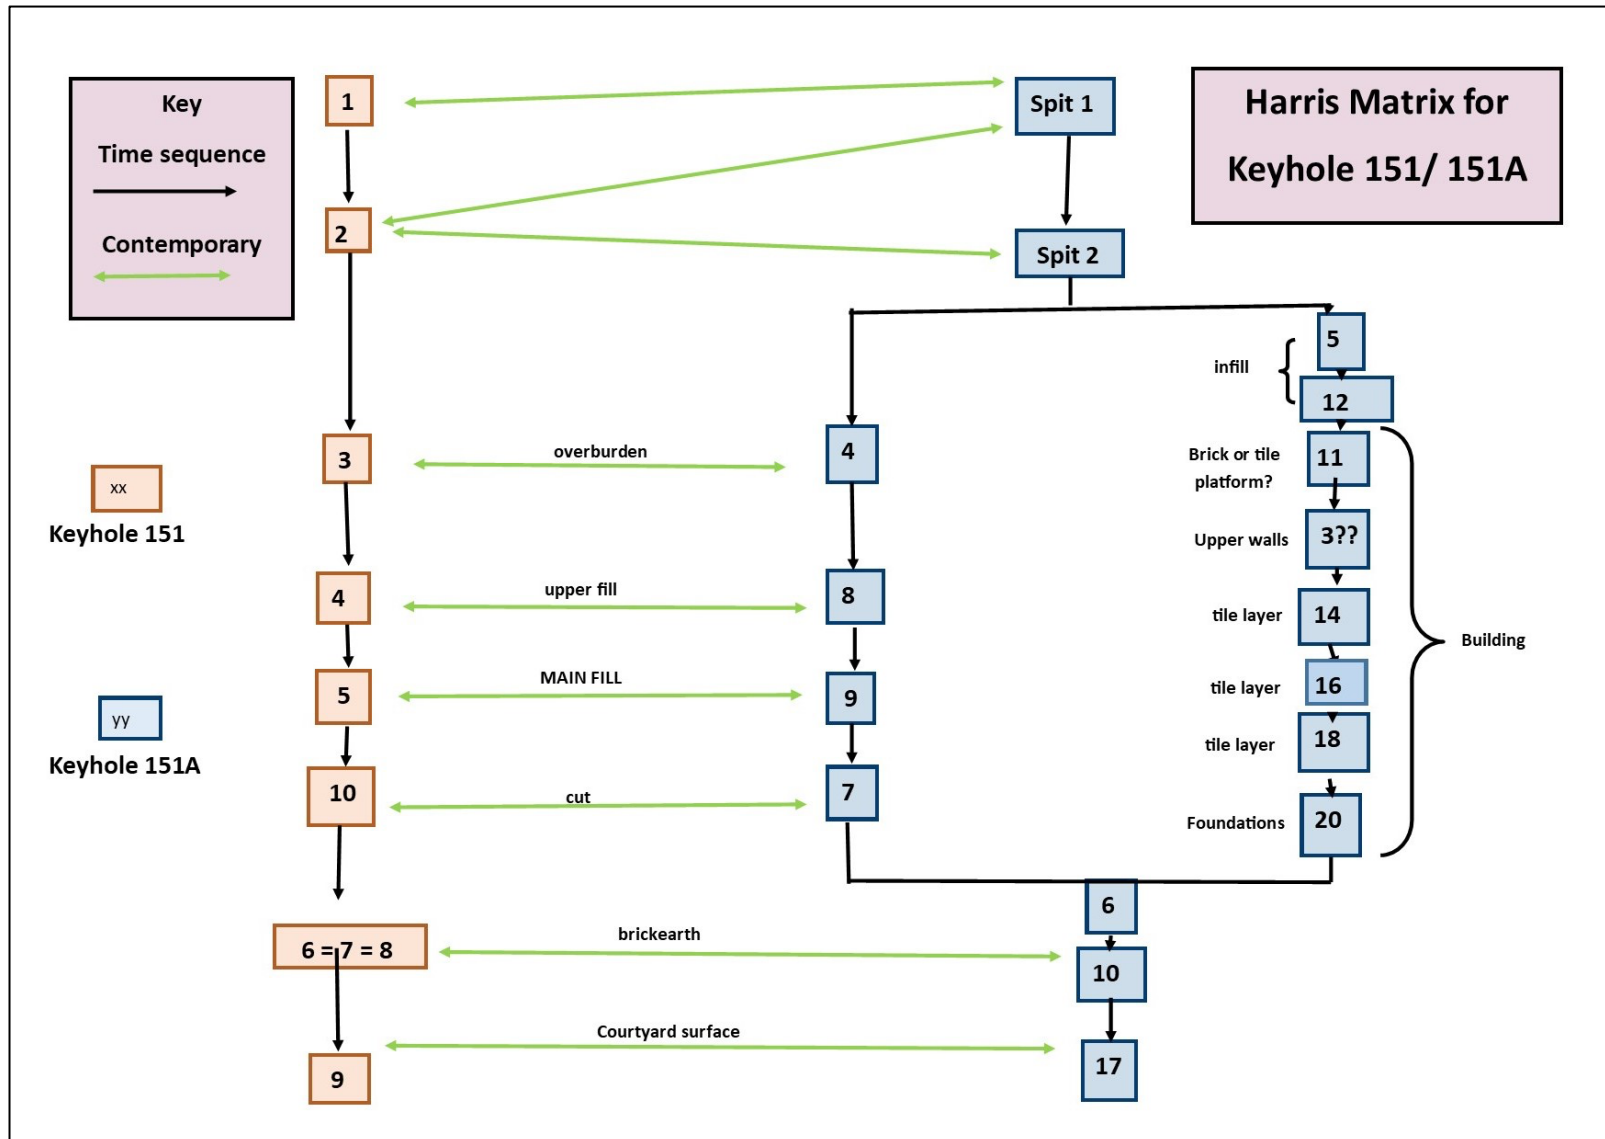 Key
Time sequence
Contemporary
Harris Matrix for
Keyhole 151/ 151A
1
Spit 1
2
Spit 2
5
infill
12
3
overburden
4
Brick or tile
platform?
11
xx
Keyhole 151
Upper walls
3??
4
upper fill
8
tile layer
14
Building
5
MAIN FILL
9
tile layer
16
yy
Keyhole 151A
tile layer
18
10
cut
7
Foundations
20
6
6 = 7 = 8
brickearth
10
Courtyard surface
9
17